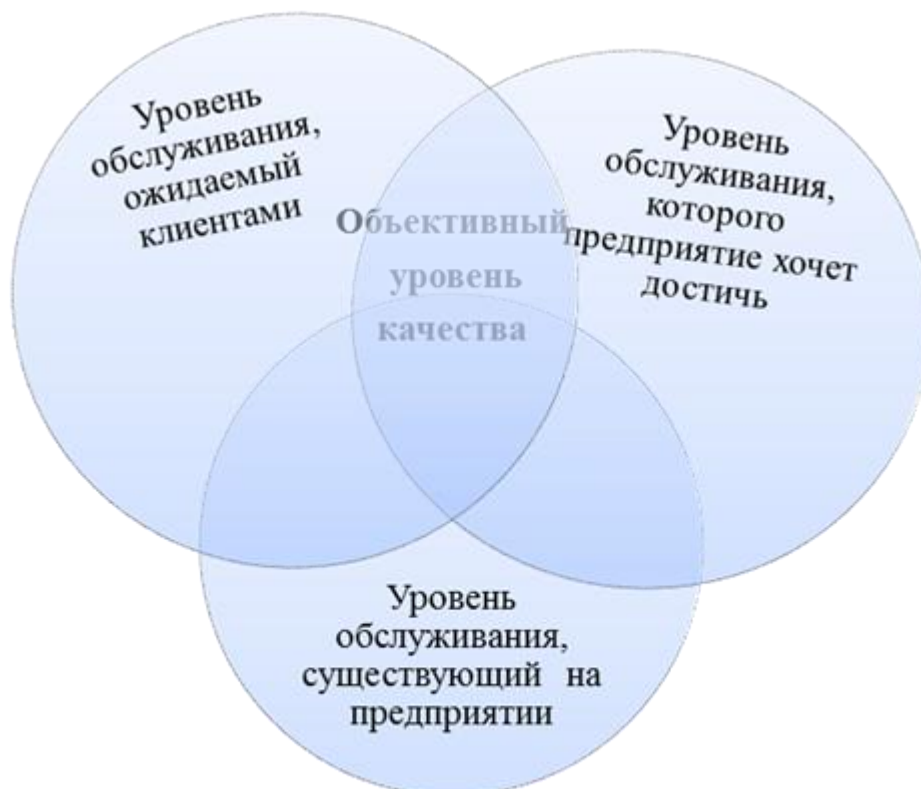 Уровень
обслуживания,
ожидаемый
клиентами
Уровень
обслуживания,
которого
предприятие хочет
достичь
Объективный
уровень
качества
Уровень
обслуживания,
существующий на
предприятии